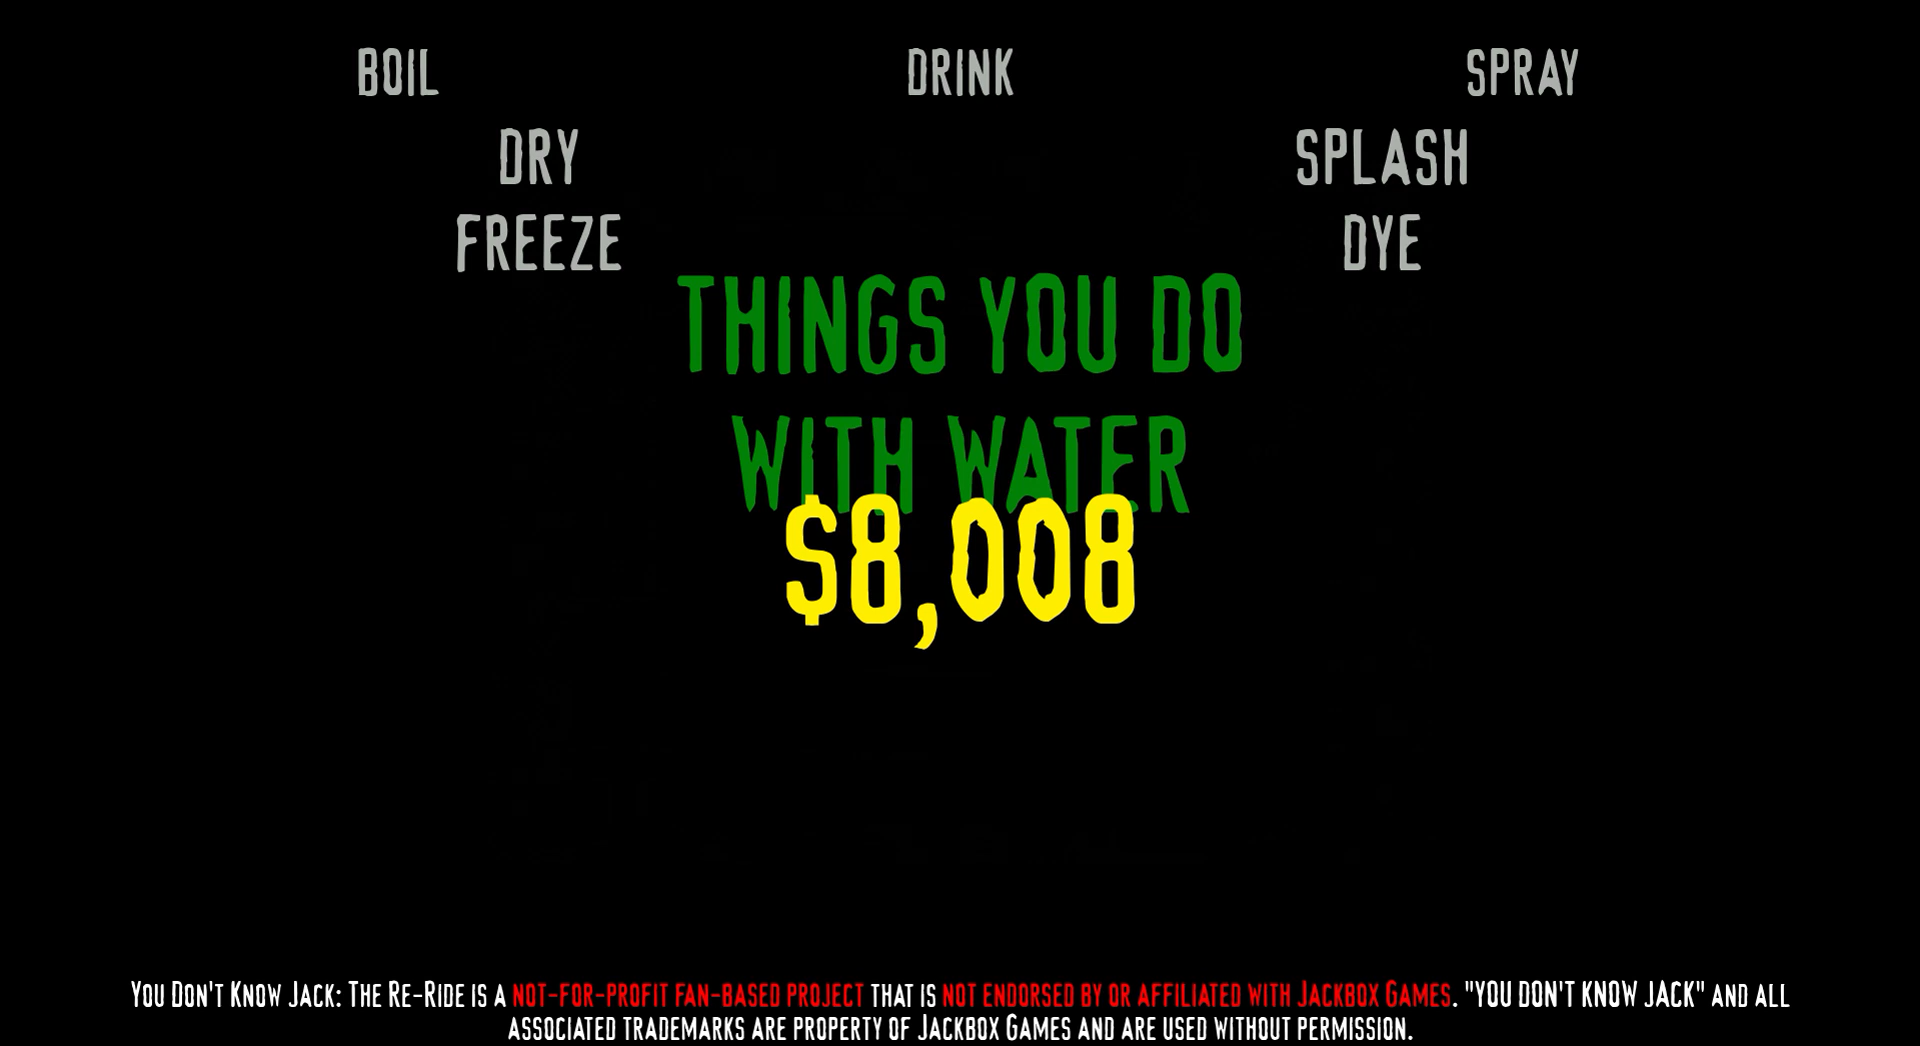 BOIL DRINK SPRAY
DRY SPLASH
FREEZE DYE
THINGS YOU DO
WITH WATER
$8,008
You Don't Know Jack: The Re-Ride is a not-for-profit fan-based project that is not endorsed by or affiliated with Jackbox Games. "YOU DON'T KNOW JACK" and all
associated trademarks are property of Jackbox Games and are used without permission.